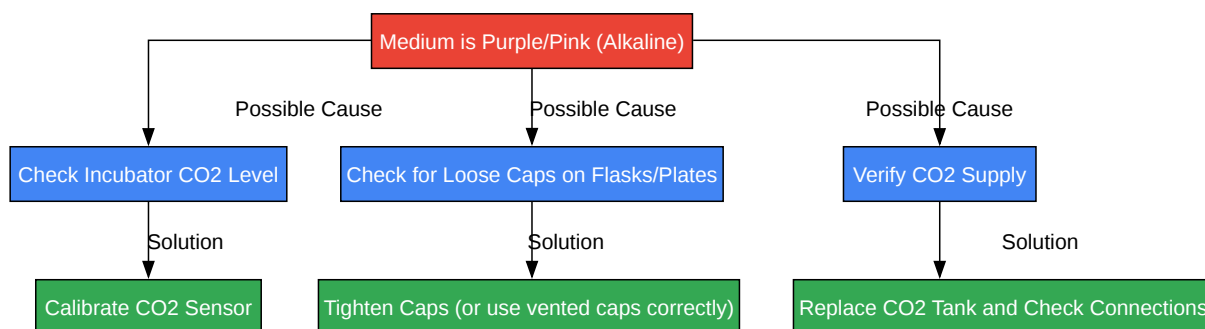 Medium is Purple/Pink (Alkaline)
Possible Cause
Possible Cause
Possible Cause
Check Incubator CO2 Level
Check for Loose Caps on Flasks/Plates
Verify CO2 Supply
Solution
Solution
Solution
Calibrate CO2 Sensor
Tighten Caps (or use vented caps correctly)
Replace CO2 Tank and Check Connections